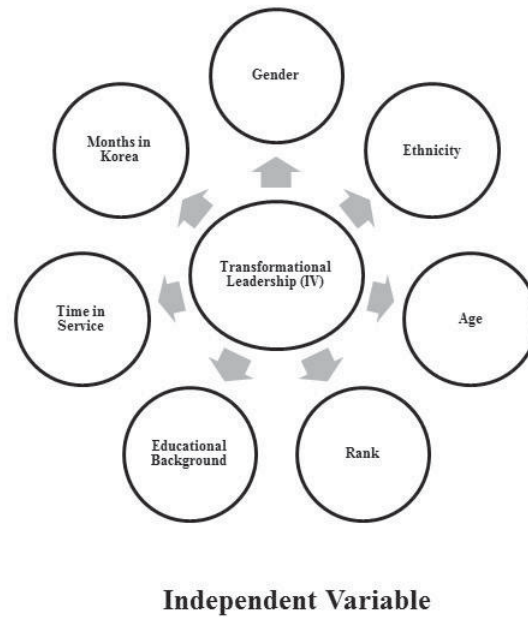 Gender
Months in
Korea
Ethnicity
Transformational
Leadership (IV)
Time in
Service
Age
Educational
Background
Rank
Independent Variable